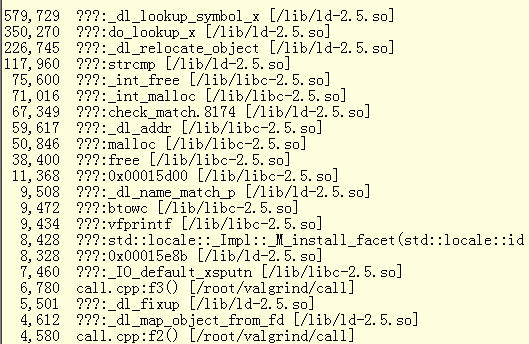 579,729 ???:_dl_lookup_symbol_x [/lib/ld-2.5.so]
350,270 ???:do_lookup_x [/lib/ld-2.5.so]
226,745 ???:_dl_relocate_object [/lib/ld-2.5.so]
117,960 ???:strcmp [/lib/ld-2.5.so]
75,600 ???:_int_free [/lib/libc-2.5.so]
71,016 ???:_int_malloc [/lib/libc-2.5.so]
67,349 ???:check_match.8174 [/lib/ld-2.5.so]
59,617 ???:_dl_addr [/lib/libc-2.5.so]
50,846 ???:malloc [/lib/libc-2.5.so]
38,400 ???:free [/lib/libc-2.5.so]
11,368 ???:0x00015d00 [/lib/libc-2.5.so]
9,508 ???:_dl_name_match_p [/lib/ld-2.5.so]
9,472 ???:btowc [/lib/libc-2.5.so]
9,434 ???:vfprintf [/lib/libc-2.5.so]
8,428 ???:std::locale::_Impl::_M_install_facet(std::locale::id
8,328 ???:0x00015e8b [/lib/ld-2.5.so]
7,460 ???:_IO_default_xsputn [/lib/libc-2.5.so]
6,780 call.cpp:f3() [/root/valgrind/call]
5,501 ???:_dl_fixup [/lib/ld-2.5.so]
4,612 ???:_dl_map_object_from_fd [/lib/ld-2.5.so]
4,580 call.cpp:f2() [/root/valgrind/call]